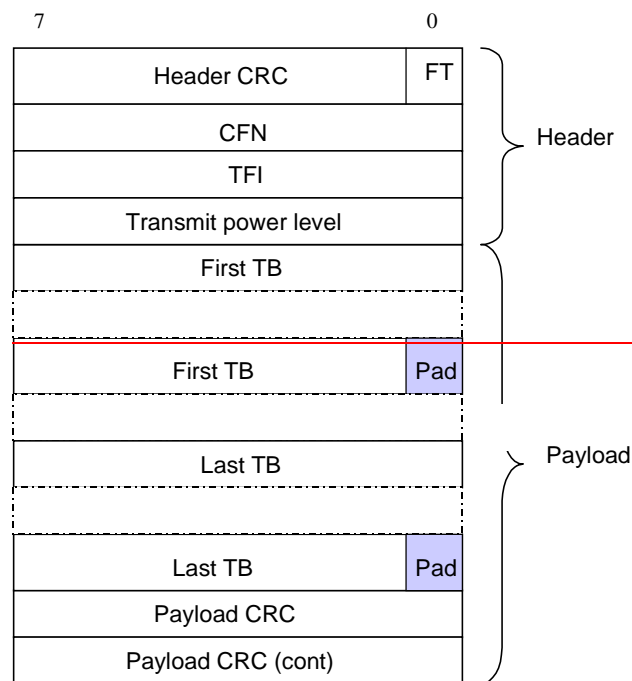 7 0
Header CRC FT
CFN
Header
TFI
Transmit power level
First TB
First TB Pad
Last TB
Payload
Last TB Pad
Payload CRC
Payload CRC (cont)